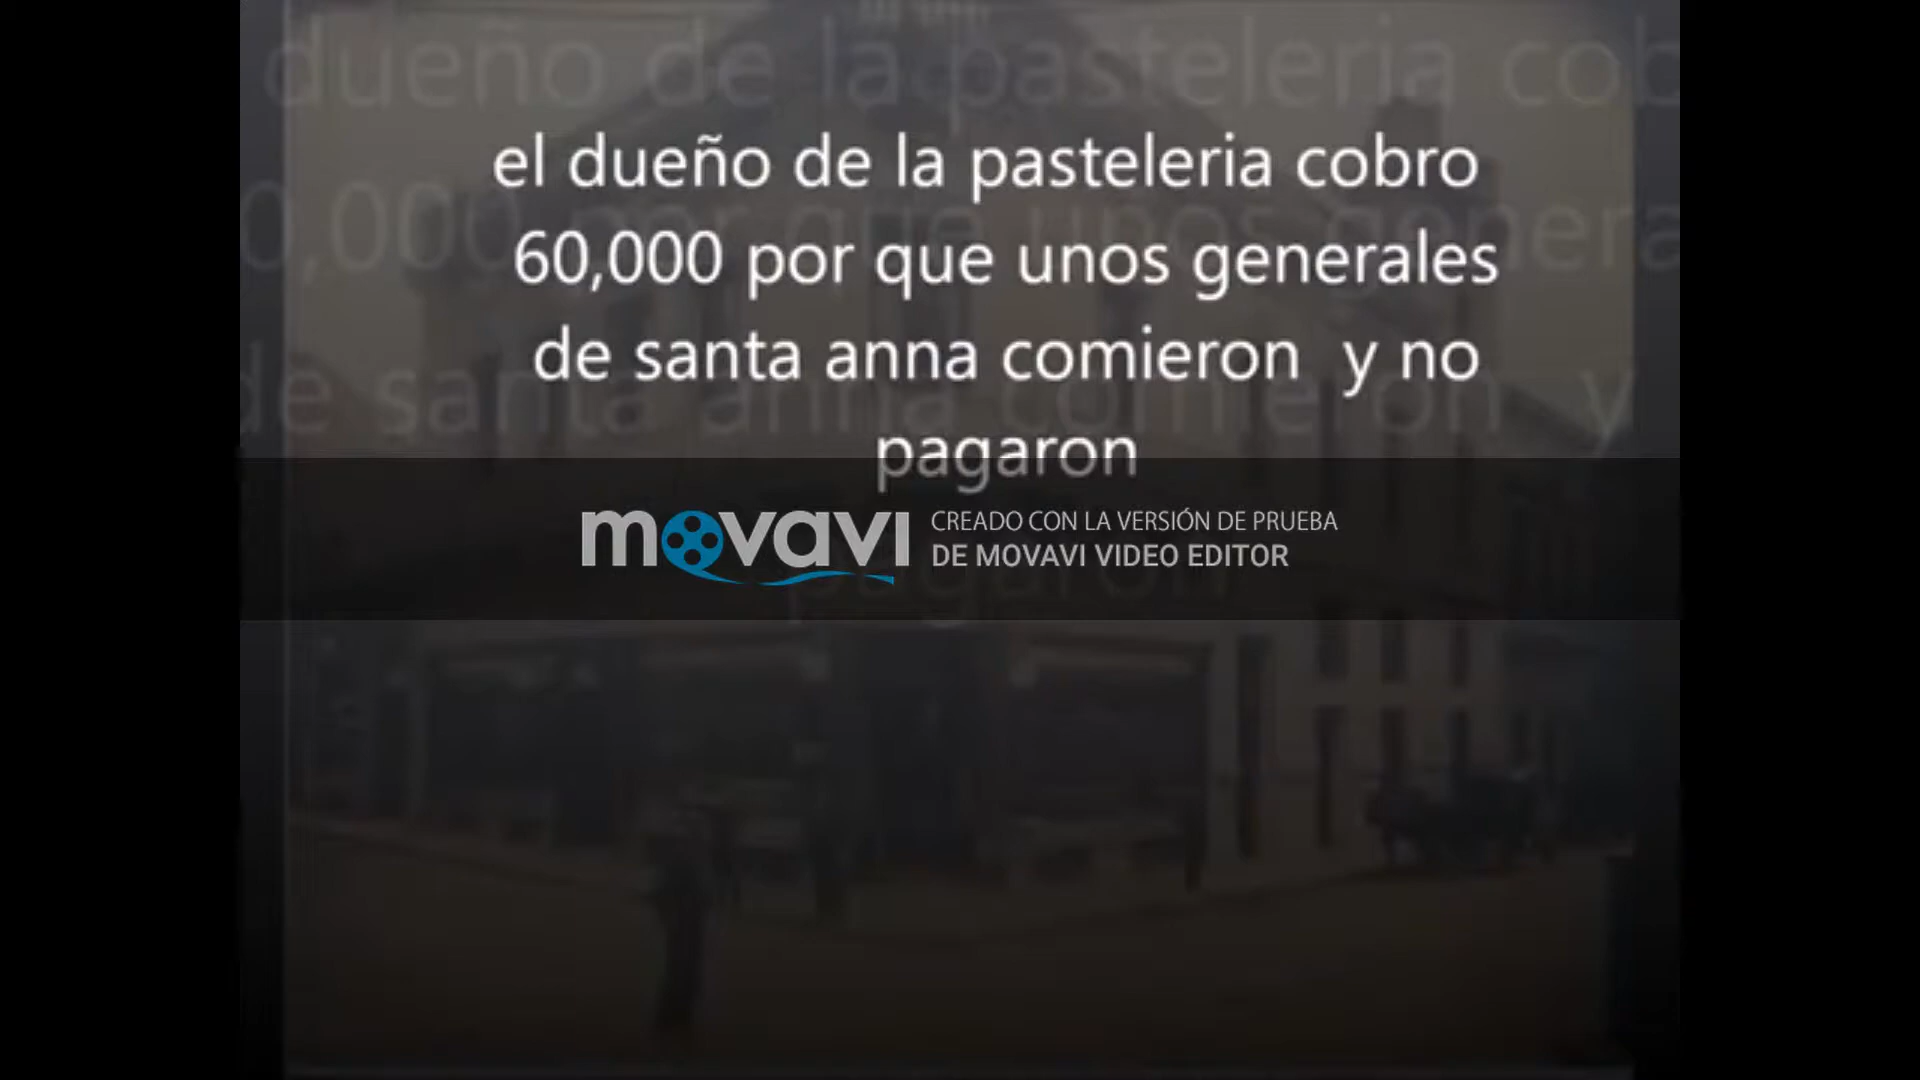 el dueño de la pasteleria cobro
60,000 por que unos generales
de santa anna comieron  y no
pagaron
movavi
CREADO CON LA VERSIÓN DE PRUEBA
DE MOVAVI VIDEO EDITOR